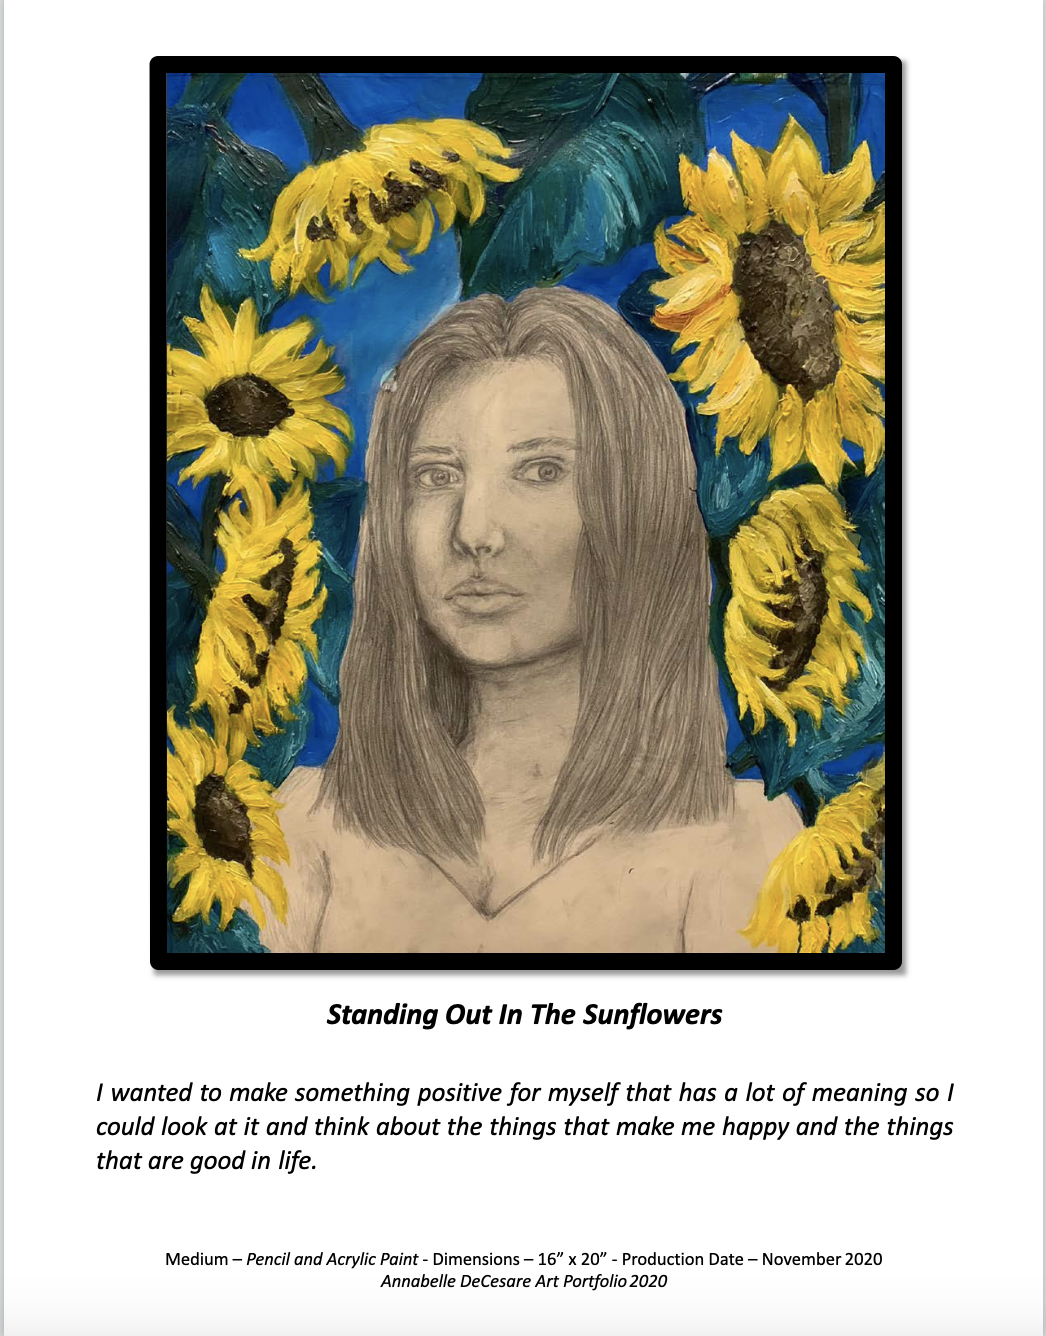 Standing Out In The Sunflowers
I wanted to make something positive for myself that has a lot of meaning so I
could look at it and think about the things that make me happy and the things
that are good in life.
Medium – Pencil and Acrylic Paint - Dimensions – 16” x 20” - Production Date – November 2020
Annabelle DeCesare Art Portfolio 2020